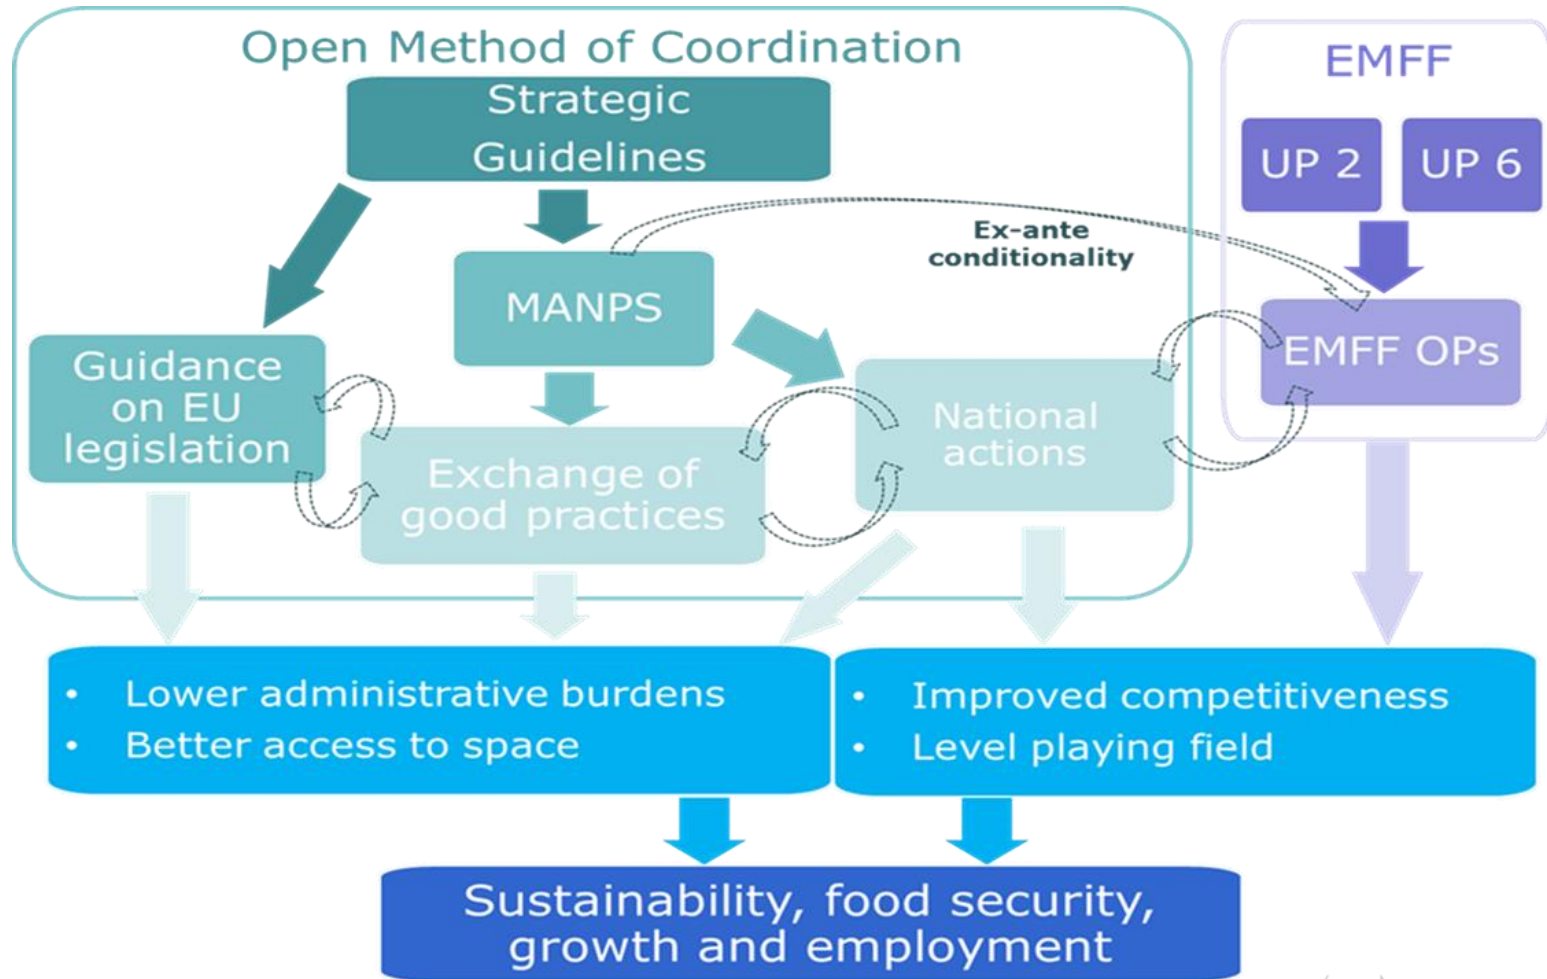 Open Method of Coordination
EMFF
Strategic
Guidelines
UP 2
UP 6
Ex-ante
conditionality
MANPS
EMFF OPs
Guidance
on EU
legislation
National
actions
Exchange of
good practices
• Lower administrative burdens
• Better access to space
• Improved competitiveness
• Level playing field
Sustainability, food security,
growth and employment